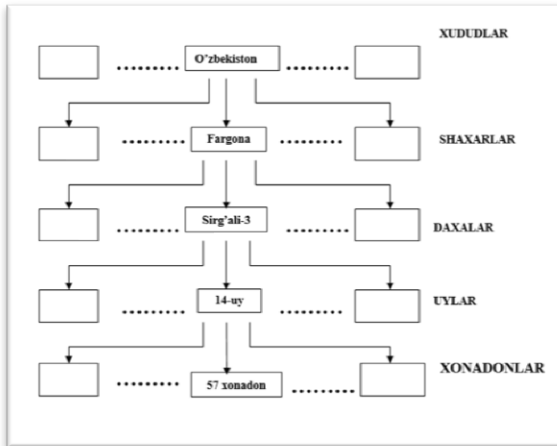 XUDUDLAR
O'zbekiston
Fargona
SHAXARLAR
Sirg'ali-3
DAXALAR
14-uy
UYLAR
XONADONLAR
57 xonadon